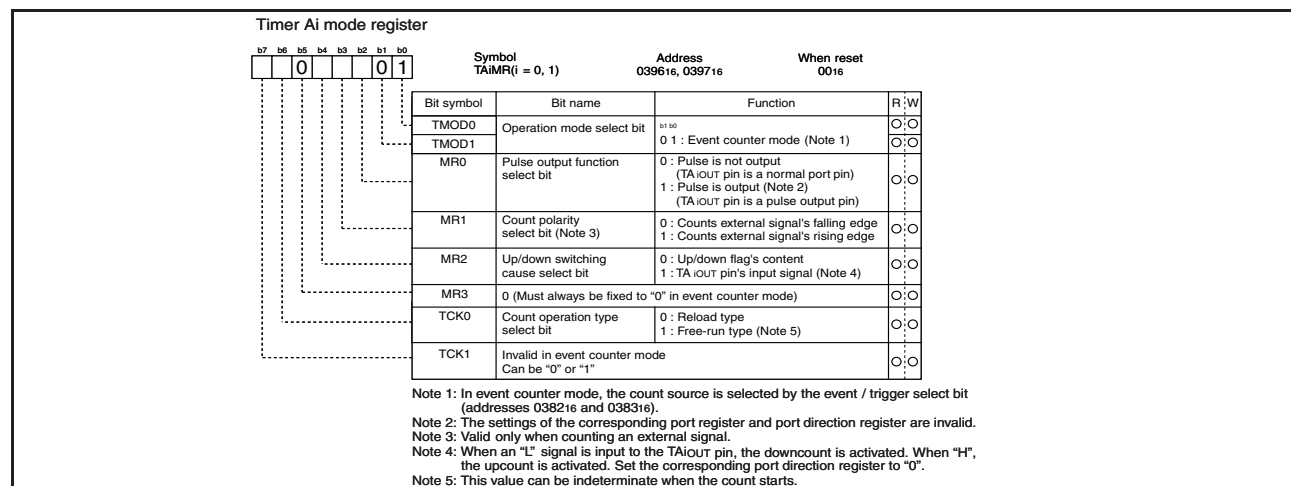 Timer Ai mode register
b7 b6 b5 b4 b3 b2 b1 b0
0 0 1
Symbol Address When reset
TAiMR(i = 0, 1) 039616, 039716 0016
Bit symbol Bit name Function R W
TMOD0 Operation mode select bit b1 b0
TMOD1 0 1 : Event counter mode (Note 1)
MR0 Pulse output function select bit 0 : Pulse is not output
(TAiOUT pin is a normal port pin)
1 : Pulse is output (Note 2)
(TAiOUT pin is a pulse output pin)
MR1 Count polarity select bit (Note 3) 0 : Counts external signal's falling edge
1 : Counts external signal's rising edge
MR2 Up/down switching cause select bit 0 : Up/down flag's content
1 : TAiOUT pin's input signal (Note 4)
MR3 0 (Must always be fixed to “0” in event counter mode)
TCK0 Count operation type select bit 0 : Reload type
1 : Free-run type (Note 5)
TCK1 Invalid in event counter mode
Can be “0” or “1”
Note 1: In event counter mode, the count source is selected by the event / trigger select bit
(addresses 038216 and 038316).
Note 2: The settings of the corresponding port register and port direction register are invalid.
Note 3: Valid only when counting an external signal.
Note 4: When an “L” signal is input to the TAiOUT pin, the downcount is activated. When “H”,
the upcount is activated. Set the corresponding port direction register to “0”.
Note 5: This value can be indeterminate when the count starts.